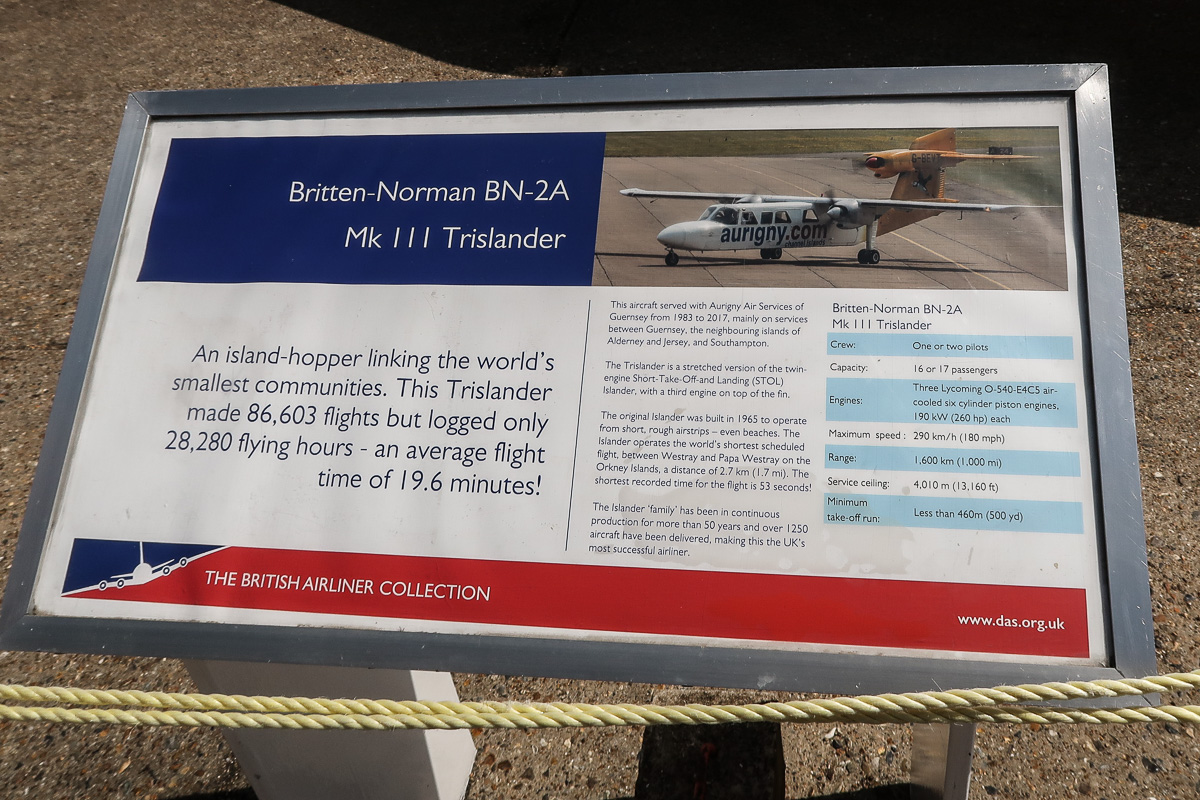 Britten-Norman BN-2A
Mk III Trislander
G-BEVT
aurigny.com
channel islands
An island-hopper linking the world's
smallest communities. This Trislander
made 86,603 flights but logged only
28,280 flying hours - an average flight
time of 19.6 minutes!
This aircraft served with Aurigny Air Services of
Guernsey from 1983 to 2017, mainly on services
between Guernsey, the neighbouring islands of
Alderney and Jersey, and Southampton.
The Trislander is a stretched version of the twin-
engine Short-Take-Off-and Landing (STOL)
Islander, with a third engine on top of the fin.
The original Islander was built in 1965 to operate
from short, rough airstrips – even beaches. The
Islander operates the world's shortest scheduled
flight, between Westray and Papa Westray on the
Orkney Islands, a distance of 2.7 km (1.7 mi). The
shortest recorded time for the flight is 53 seconds!
The Islander 'family' has been in continuous
production for more than 50 years and over 1250
aircraft have been delivered, making this the UK's
most successful airliner.
Britten-Norman BN-2A
Mk III Trislander
Crew: One or two pilots
Capacity: 16 or 17 passengers
Engines: Three Lycoming O-540-E4C5 air-
cooled six cylinder piston engines,
190 kW (260 hp) each
Maximum speed : 290 km/h (180 mph)
Range: 1,600 km (1,000 mi)
Service ceiling: 4,010 m (13,160 ft)
Minimum
take-off run: Less than 460m (500 yd)
THE BRITISH AIRLINER COLLECTION
www.das.org.uk